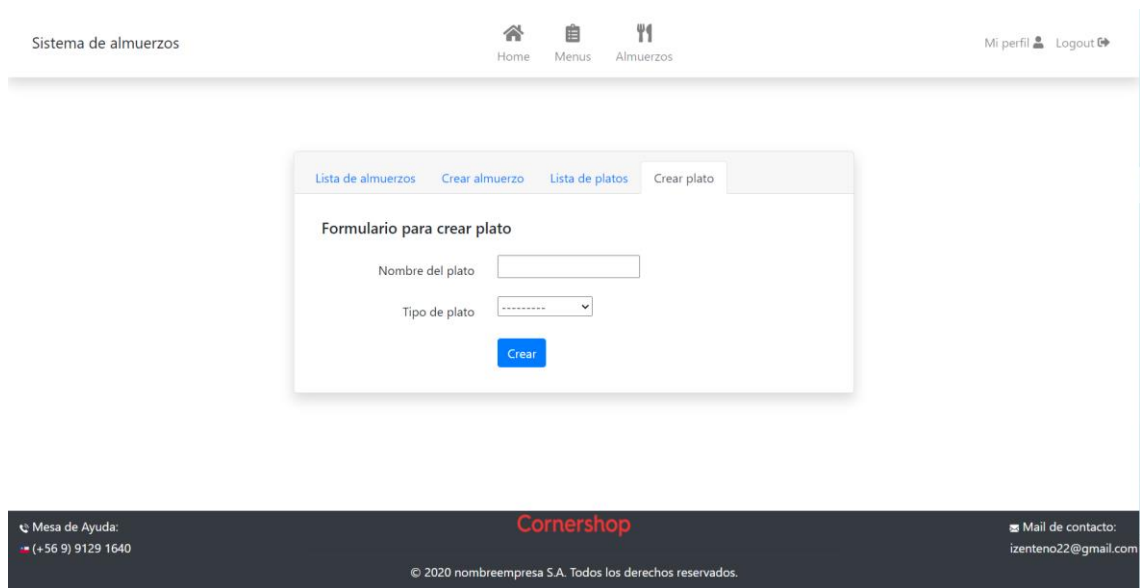 Sistema de almuerzos
Home Menus Almuerzos
Mi perfil Logout
Lista de almuerzos Crear almuerzo Lista de platos Crear plato
Formulario para crear plato
Nombre del plato
Tipo de plato ---------
Crear
Mesa de Ayuda:
(+56 9) 9129 1640
Cornershop
© 2020 nombreempresa S.A. Todos los derechos reservados.
Mail de contacto:
izenteno22@gmail.com